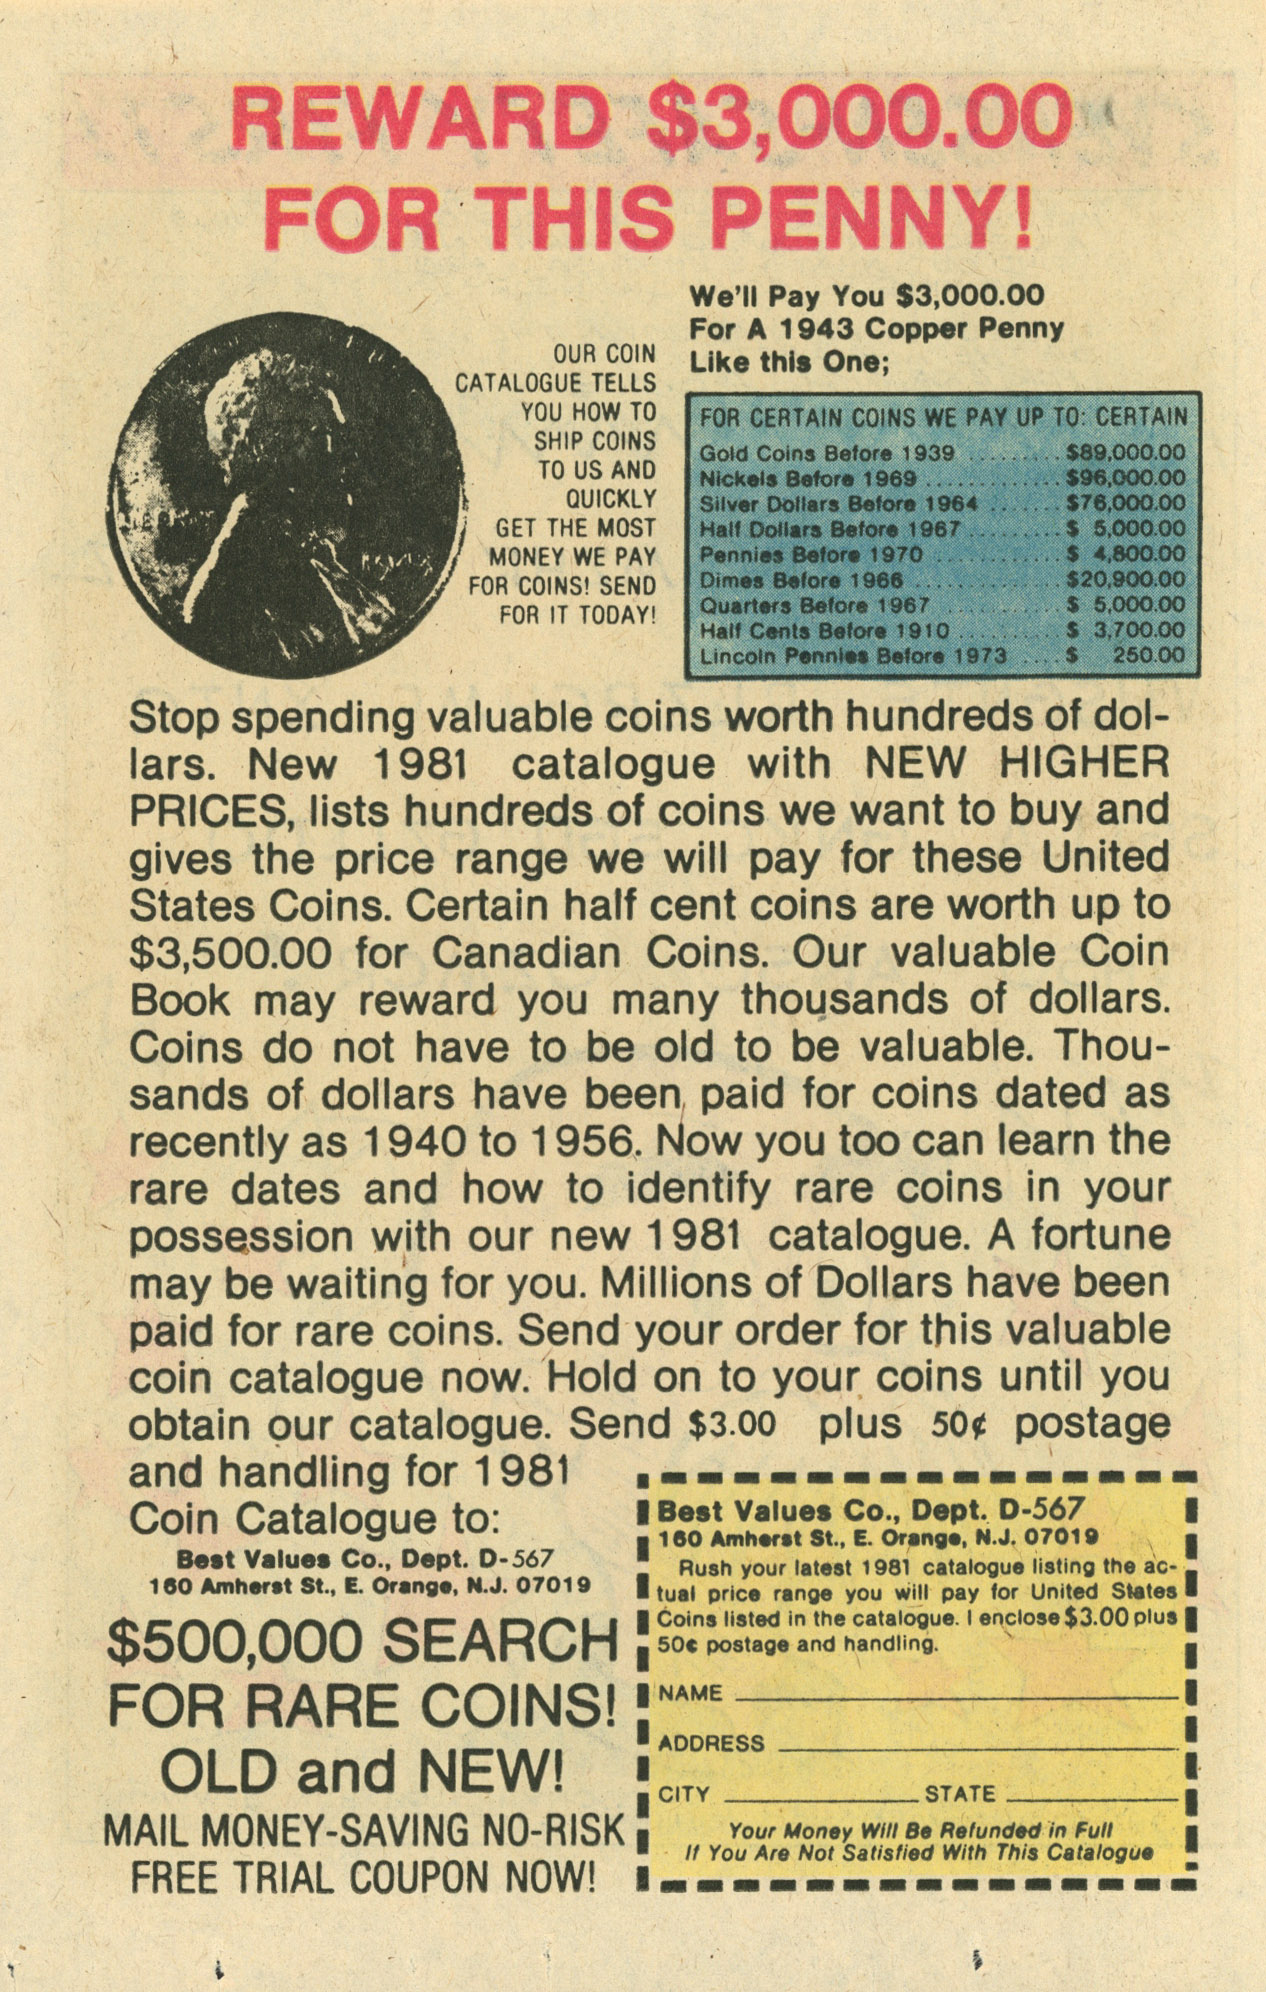 REWARD $3,000.00
FOR THIS PENNY!
We'll Pay You $3,000.00
For A 1943 Copper Penny
Like this One;
OUR COIN
CATALOGUE TELLS
YOU HOW TO
SHIP COINS
TO US AND
QUICKLY
GET THE MOST
MONEY WE PAY
FOR COINS! SEND
FOR IT TODAY!
FOR CERTAIN COINS WE PAY UP TO: CERTAIN
Gold Coins Before 1939 ......... $89,000.00
Nickels Before 1969 ............ $96,000.00
Silver Dollars Before 1964 ...... $76,000.00
Half Dollars Before 1967 ......... $ 5,000.00
Pennies Before 1970 ............ $ 4,800.00
Dimes Before 1966 ............. $20,900.00
Quarters Before 1967 ........... $ 5,000.00
Half Cents Before 1910 ......... $ 3,700.00
Lincoln Pennies Before 1973 .... $ 250.00
Stop spending valuable coins worth hundreds of dol-
lars. New 1981 catalogue with NEW HIGHER
PRICES, lists hundreds of coins we want to buy and
gives the price range we will pay for these United
States Coins. Certain half cent coins are worth up to
$3,500.00 for Canadian Coins. Our valuable Coin
Book may reward you many thousands of dollars.
Coins do not have to be old to be valuable. Thou-
sands of dollars have been paid for coins dated as
recently as 1940 to 1956. Now you too can learn the
rare dates and how to identify rare coins in your
possession with our new 1981 catalogue. A fortune
may be waiting for you. Millions of Dollars have been
paid for rare coins. Send your order for this valuable
coin catalogue now. Hold on to your coins until you
obtain our catalogue. Send $3.00 plus 50¢ postage
and handling for 1981
Coin Catalogue to:
Best Values Co., Dept. D-567
160 Amherst St., E. Orange, N.J. 07019
$500,000 SEARCH
FOR RARE COINS!
OLD and NEW!
MAIL MONEY-SAVING NO-RISK
FREE TRIAL COUPON NOW!
Best Values Co., Dept. D-567
160 Amherst St., E. Orange, N.J. 07019
Rush your latest 1981 catalogue listing the ac-
tual price range you will pay for United States
Coins listed in the catalogue. I enclose $3.00 plus
50¢ postage and handling.
NAME
ADDRESS
CITY STATE
Your Money Will Be Refunded in Full
If You Are Not Satisfied With This Catalogue